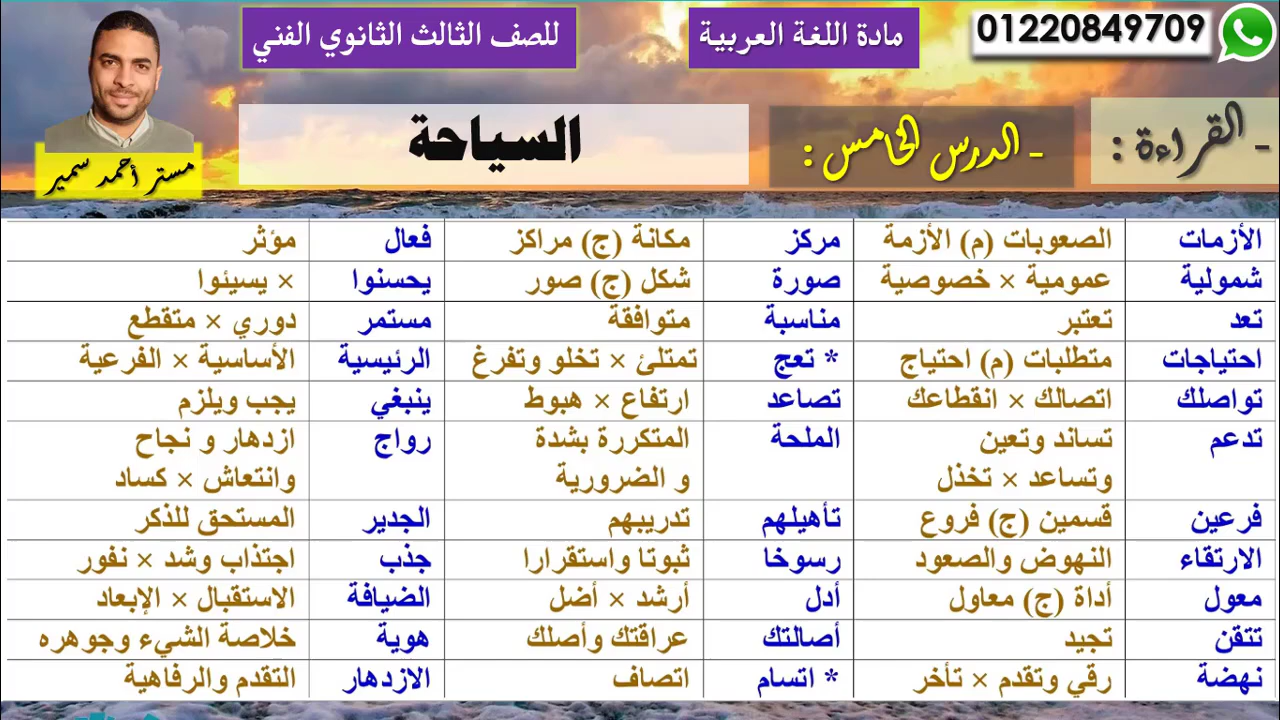 مادة اللغة العربية
للصف الثالث الثانوي الفني
01220849709
- القراءة :
- الدرس الخامس :
السياحة
مستر أحمد سمير
الأزمات الصعوبات (م) الأزمة مركز مكانة (ج) مراكز فعال مؤثر
شمولية عمومية × خصوصية صورة شكل (ج) صور يحسنوا × يسيئوا
تعد تعتبر مناسبة متوافقة مستمر دوري × متقطع
احتياجات متطلبات (م) احتياج * تعج تمتلئ × تخلو وتفرغ الرئيسية الأساسية × الفرعية
تواصلك اتصالك × انقطاعك تصاعد ارتفاع × هبوط ينبغي يجب ويلزم
تدعم تساند وتعين الملحة المتكررة بشدة رواج ازدهار و نجاح
وتساعد × تخذل و الضرورية وانتعاش × كساد
فرعين قسمين (ج) فروع تأهيلهم تدريبهم الجدير المستحق للذكر
الارتقاء النهوض والصعود رسوخا ثبوتا واستقرارا جذب اجتذاب وشد × نفور
معول أداة (ج) معاول أدل أرشد × أضل الضيافة الاستقبال × الإبعاد
تتقن تجيد أصالتك عراقتك وأصلك هوية خلاصة الشيء وجوهره
نهضة رقي وتقدم × تأخر * اتسام اتصاف الازدهار التقدم والرفاهية